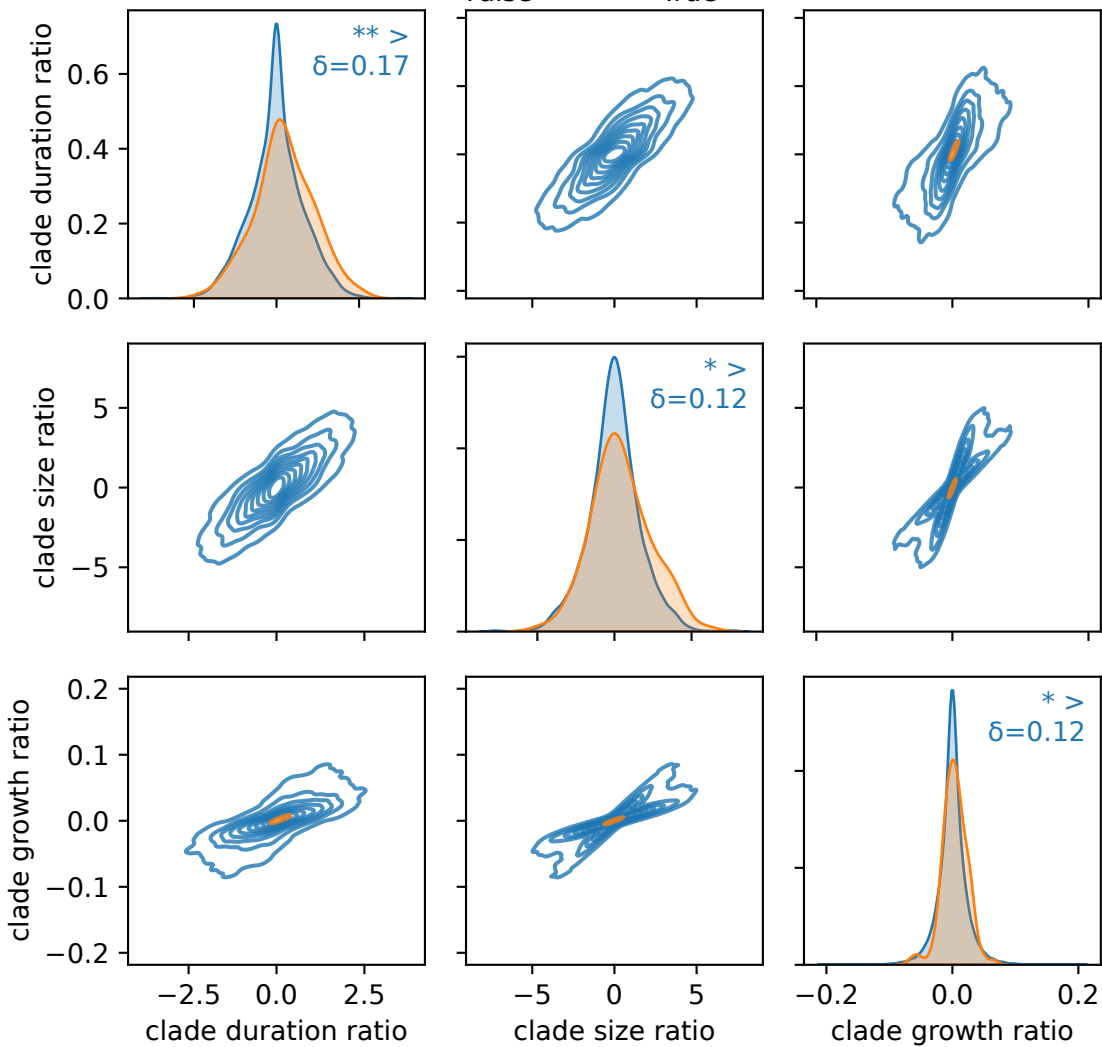 clade duration ratio
0.6
0.4
0.2
0.0
** >
δ=0.17
clade size ratio
5
0
−5
* >
δ=0.12
clade growth ratio
0.2
0.1
0.0
−0.1
−0.2
* >
δ=0.12
−2.5 0.0 2.5
−5 0 5
−0.2 0.0 0.2
clade duration ratio
clade size ratio
clade growth ratio